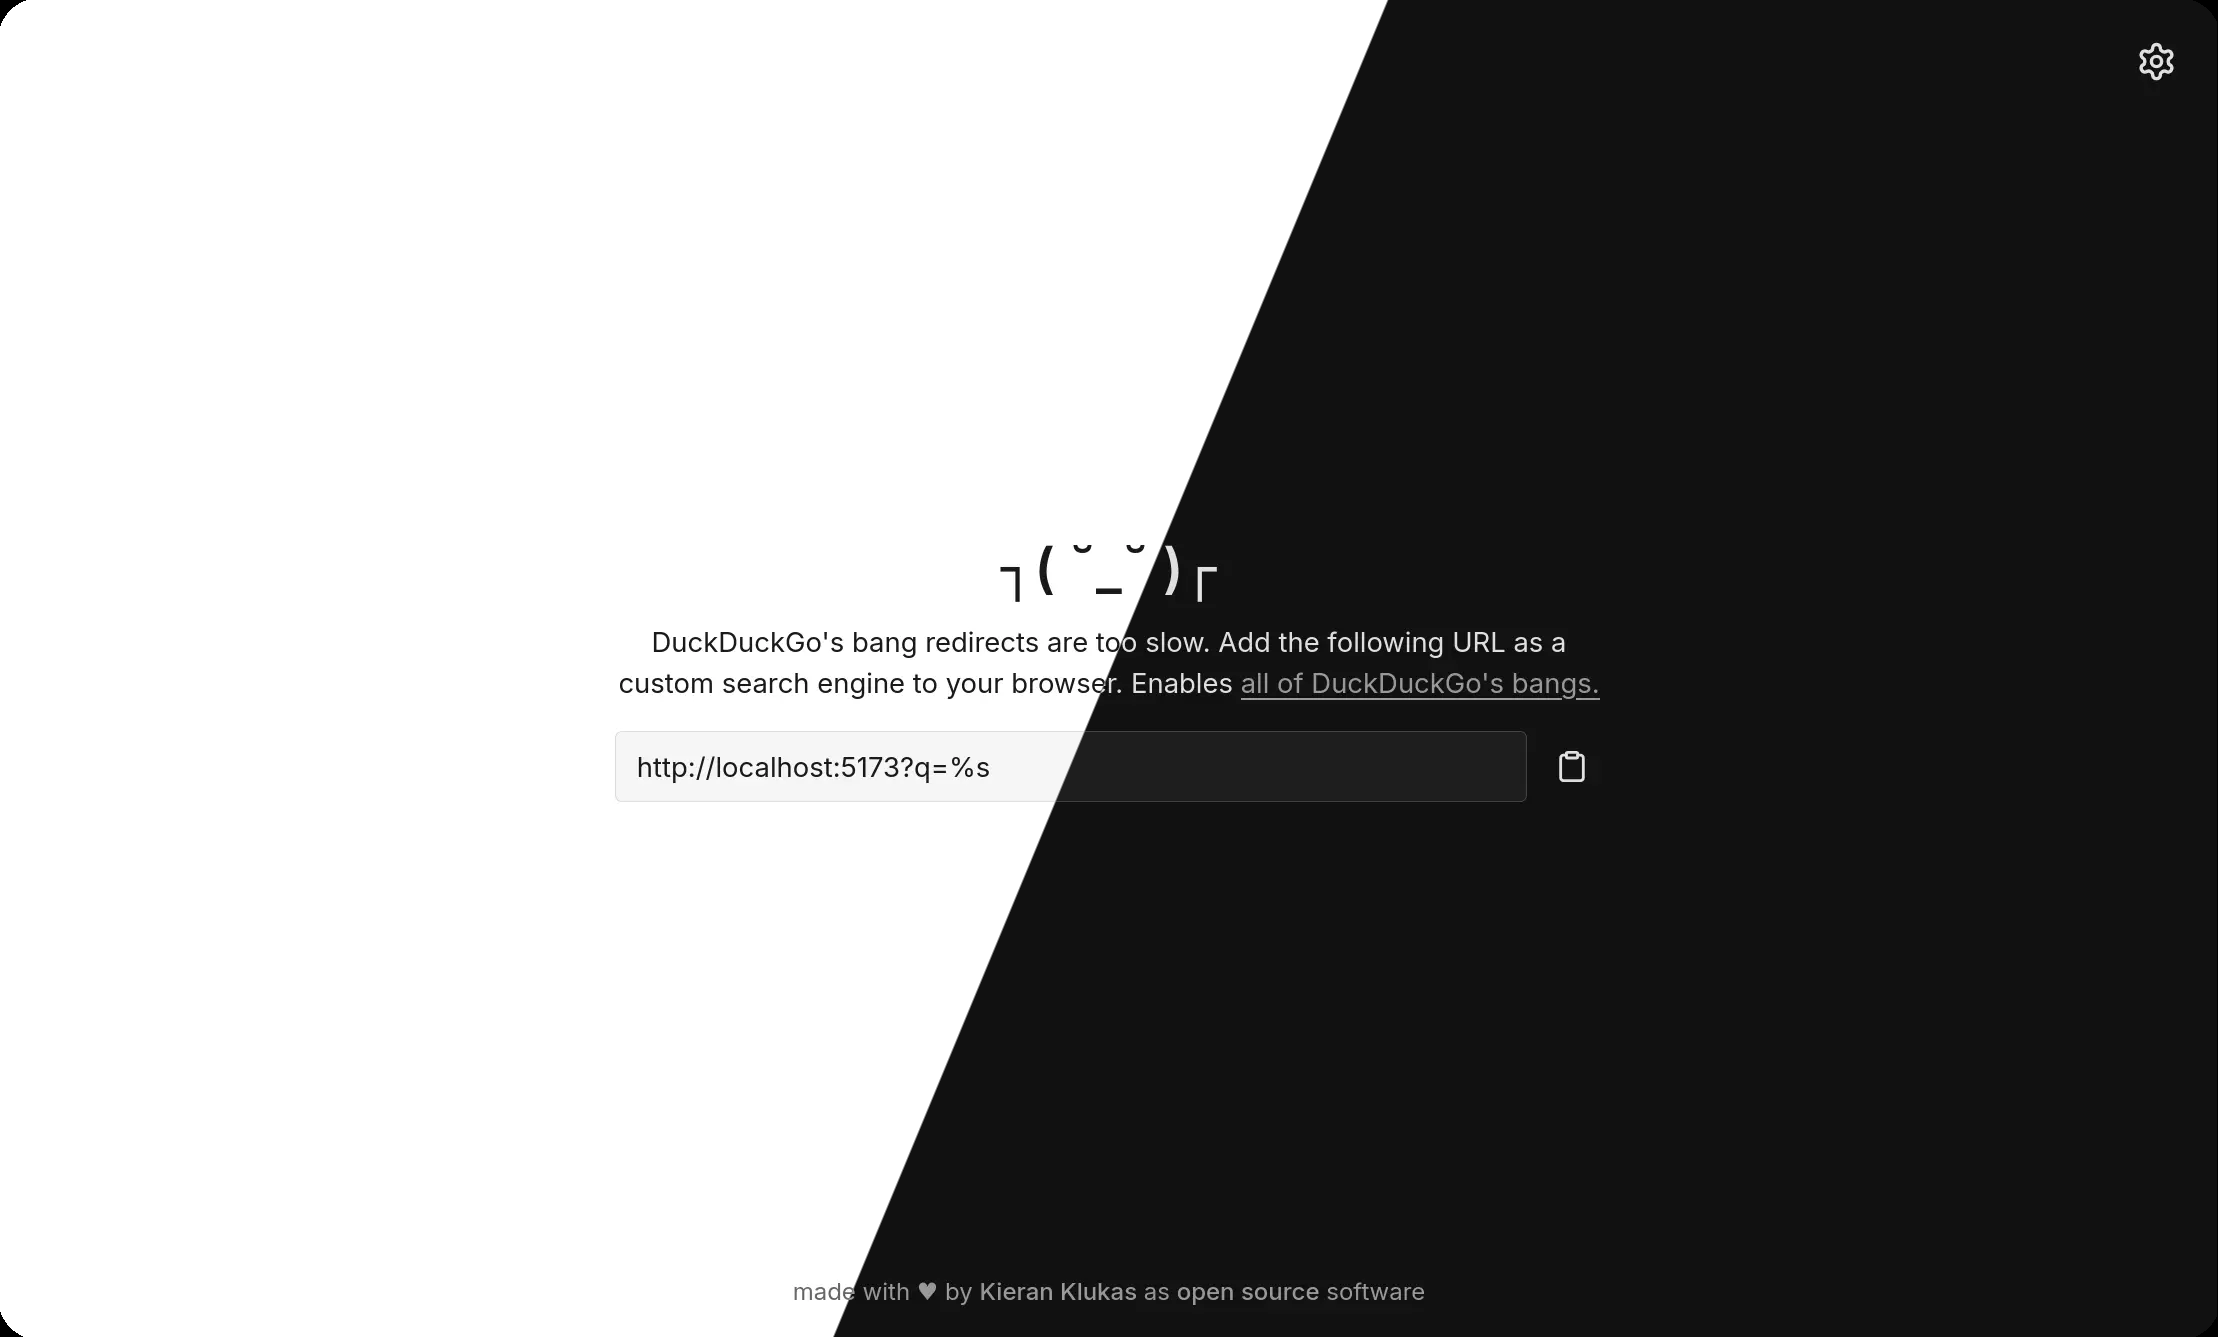 ┐( ˘_˘ )┌
DuckDuckGo's bang redirects are too slow. Add the following URL as a
custom search engine to your browser. Enables all of DuckDuckGo's bangs.
http://localhost:5173?q=%s
made with ♥ by Kieran Klukas as open source software